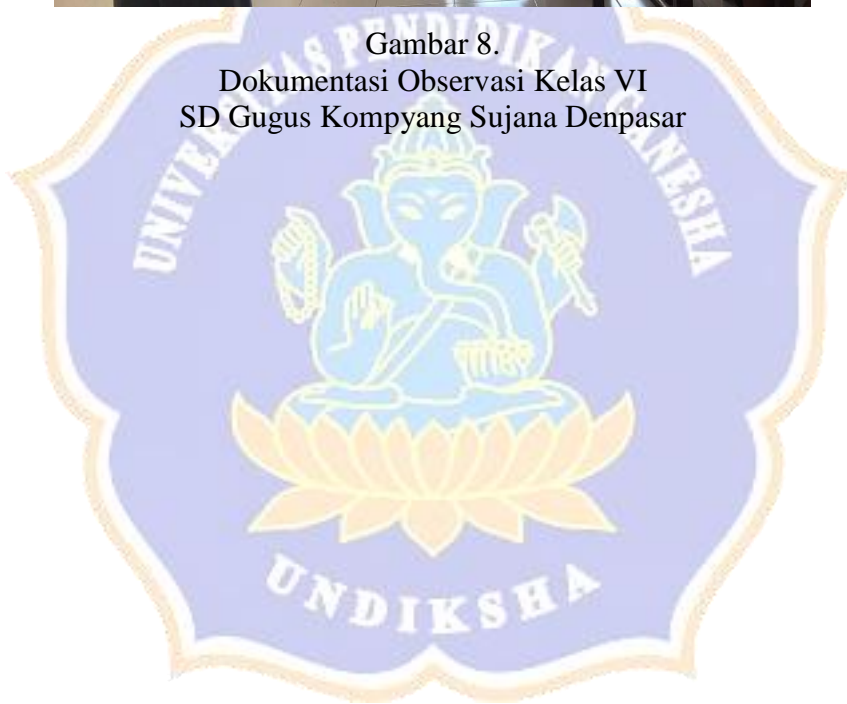 Gambar 8.
Dokumentasi Observasi Kelas VI
SD Gugus Kompyang Sujana Denpasar
UNIVERSITAS PENDIDIKAN GANESHA
UNDIKSHA